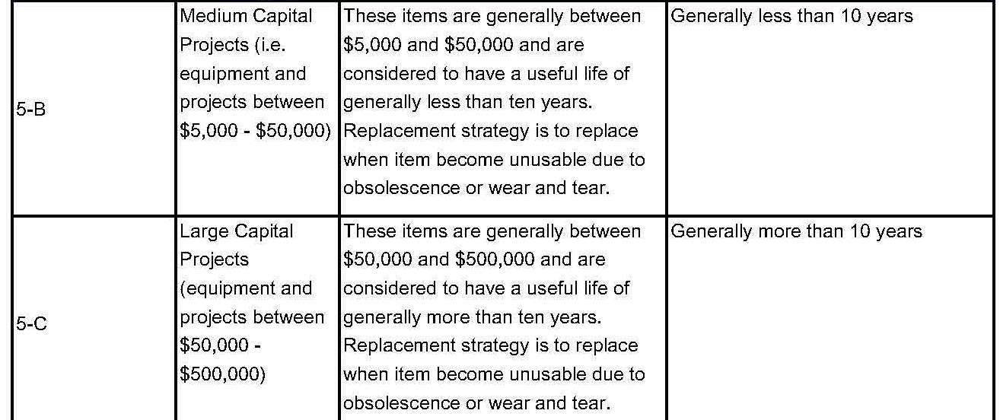 5-B
Medium Capital
Projects (i.e.
equipment and
projects between
$5,000 - $50,000)
These items are generally between
$5,000 and $50,000 and are
considered to have a useful life of
generally less than ten years.
Replacement strategy is to replace
when item become unusable due to
obsolescence or wear and tear.
Generally less than 10 years
5-C
Large Capital
Projects
(equipment and
projects between
$50,000 -
$500,000)
These items are generally between
$50,000 and $500,000 and are
considered to have a useful life of
generally more than ten years.
Replacement strategy is to replace
when item become unusable due to
obsolescence or wear and tear.
Generally more than 10 years